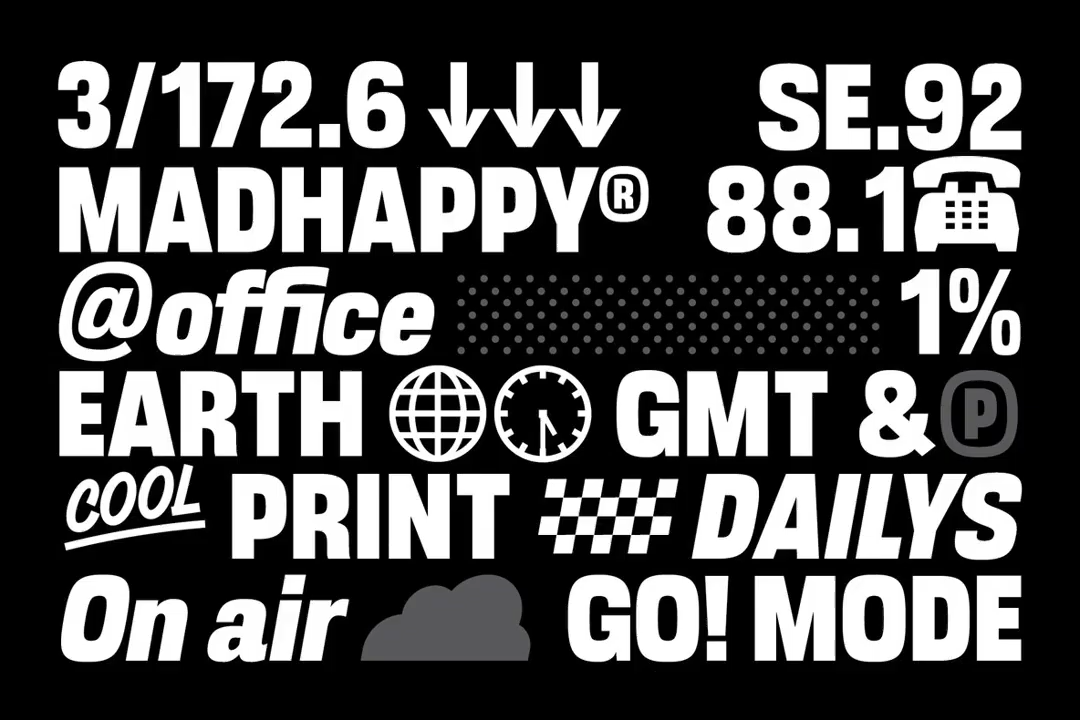 3/172.6 ↓↓↓ SE.92
MADHAPPY® 88.1☎
@office 1%
EARTH GMT &Ⓟ
COOL PRINT DAILYS
On air GO! MODE